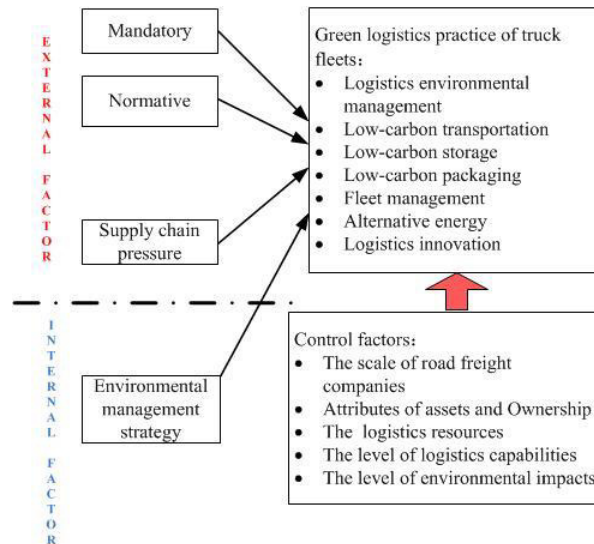 EXTERNAL FACTOR
Mandatory
Normative
Supply chain
pressure
Green logistics practice of truck
fleets:
• Logistics environmental
management
• Low-carbon transportation
• Low-carbon storage
• Low-carbon packaging
• Fleet management
• Alternative energy
• Logistics innovation
INTERNAL FACTOR
Environmental
management
strategy
Control factors:
• The scale of road freight
companies
• Attributes of assets and Ownership
• The logistics resources
• The level of logistics capabilities
• The level of environmental impacts